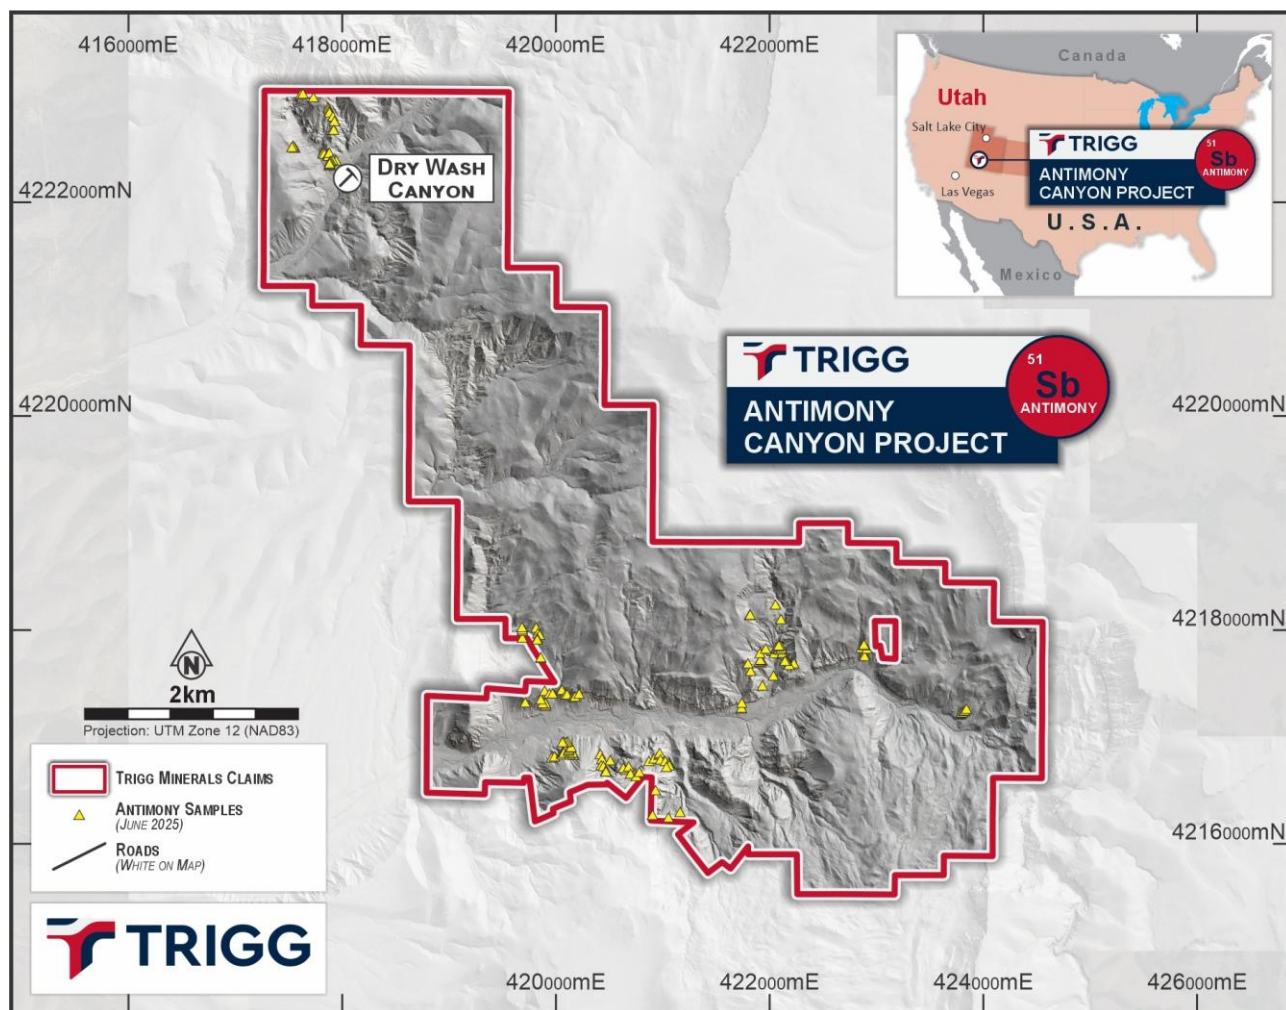 416000mE
418000mE
420000mE
422000mE
4222000mN
DRY WASH
CANYON
Canada
Utah
Salt Lake City
Las Vegas
TRIGG
51
Sb
ANTIMONY
ANTIMONY
CANYON PROJECT
U.S.A.
Mexico
TRIGG
51
Sb
ANTIMONY
ANTIMONY
CANYON PROJECT
4220000mN
4220000mN
4218000mN
N
2km
Projection: UTM Zone 12 (NAD83)
TRIGG MINERALS CLAIMS
ANTIMONY SAMPLES
(JUNE 2025)
ROADS
(WHITE ON MAP)
4216000mN
TRIGG
420000mE
422000mE
424000mE
426000mE